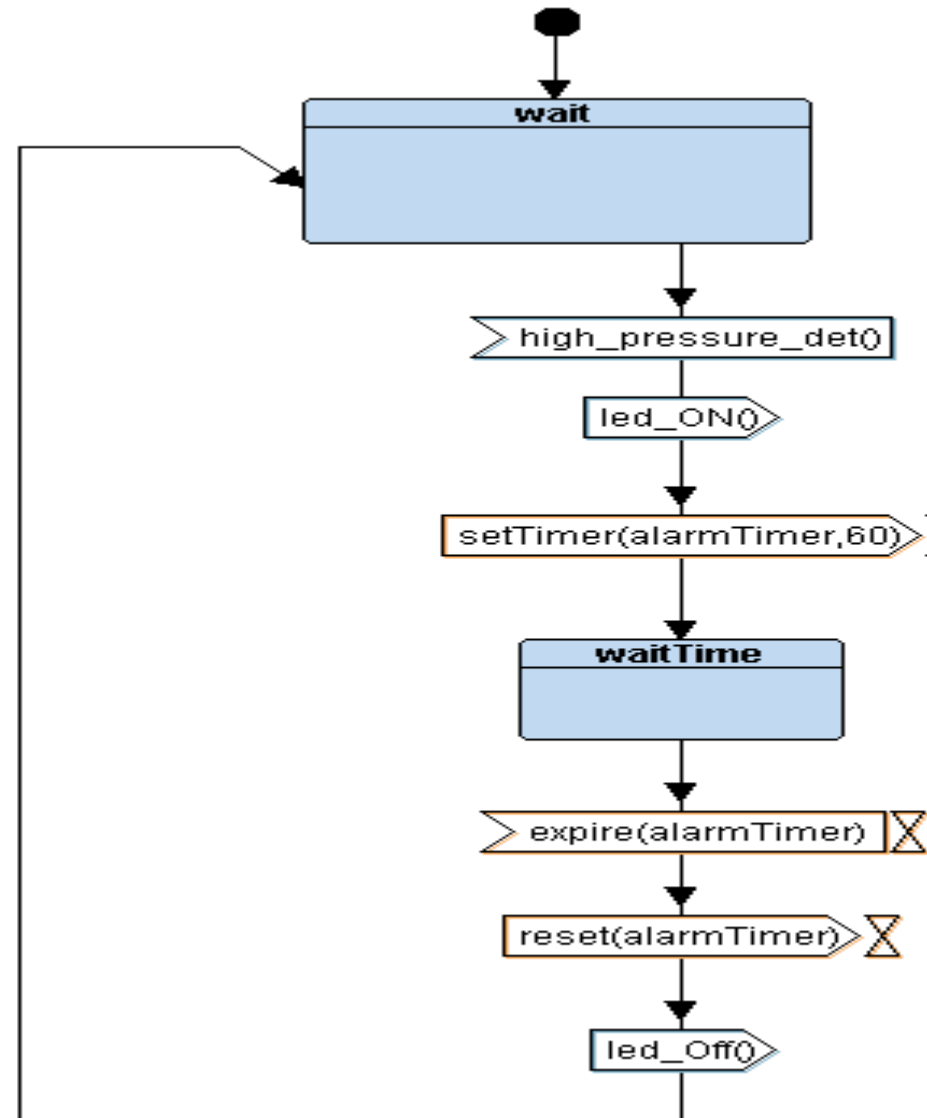 wait
high_pressure_det()
led_ON()
setTimer(alarmTimer,60)
waitTime
expire(alarmTimer)
reset(alarmTimer)
led_Off()